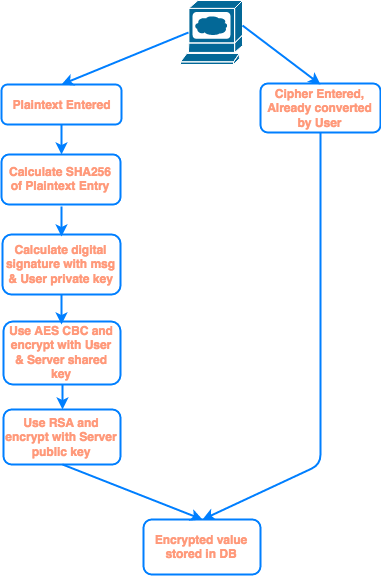 Plaintext Entered
Cipher Entered,
Already converted
by User
Calculate SHA256
of Plaintext Entry
Calculate digital
signature with msg
& User private key
Use AES CBC and
encrypt with User
& Server shared
key
Use RSA and
encrypt with Server
public key
Encrypted value
stored in DB